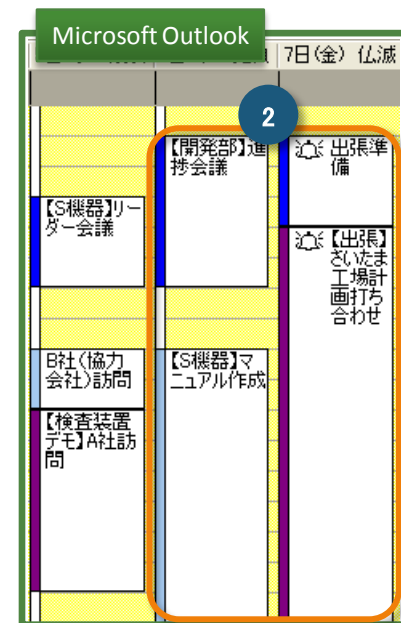 Microsoft Outlook
7日(金) 仏滅
2
【S機器】リー
ダー会議
B社(協力
会社)訪問
【検査装置
デモ】A社訪
問
【開発部】進
捗会議
【S機器】マ
ニュアル作成
出張準
備
【出張】
さいたま
工場計
画打ち
合わせ